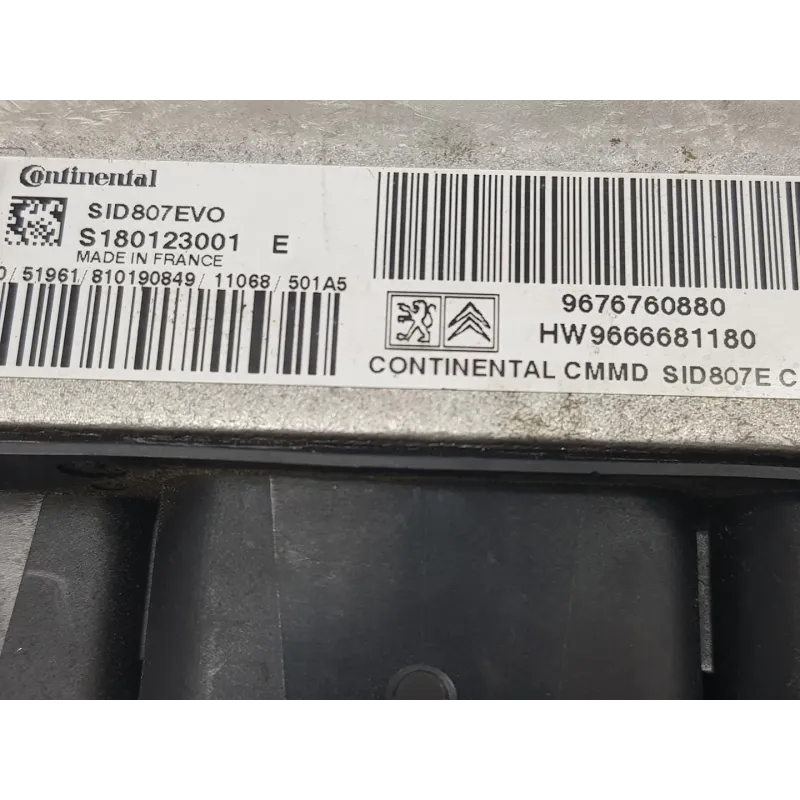 Continental
SID807EVO
S180123001 E
MADE IN FRANCE
0/51961/810190849/11068/501A5
9676760880
HW9666681180
CONTINENTAL CMMD SID807E C